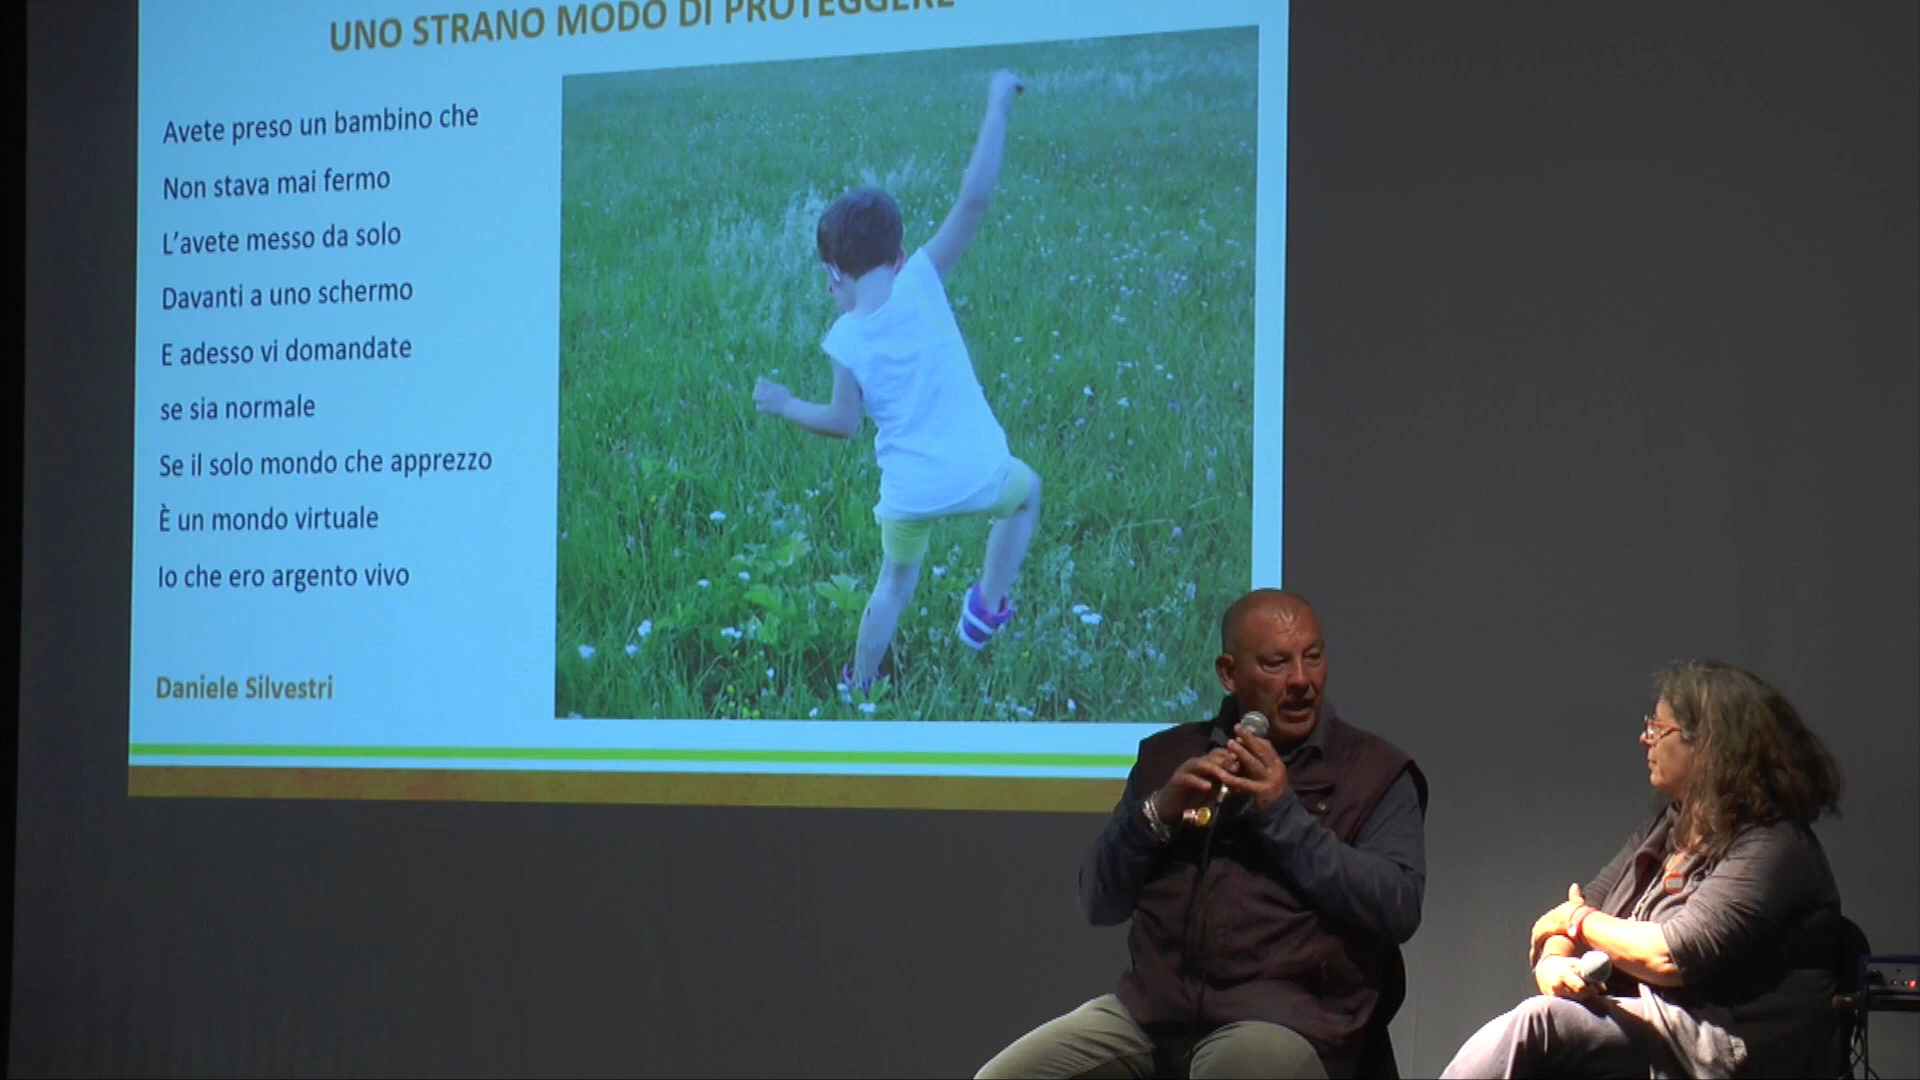 UNO STRANO MODO DI PROTEGGERE
Avete preso un bambino che
Non stava mai fermo
L’avete messo da solo
Davanti a uno schermo
E adesso vi domandate
se sia normale
Se il solo mondo che apprezzo
È un mondo virtuale
Io che ero argento vivo
Daniele Silvestri